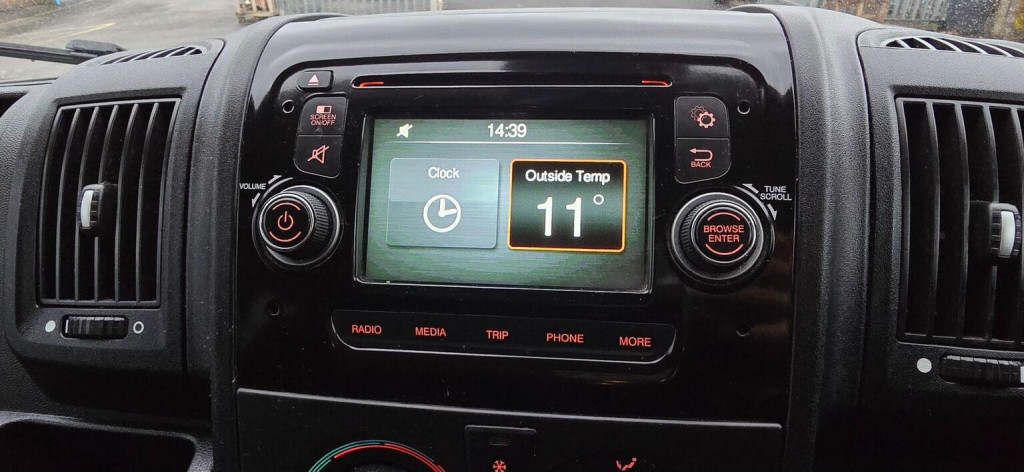 SCREEN
ON/OFF
14:39
VOLUME
Clock
Outside Temp
11°
BACK
TUNE
SCROLL
BROWSE
ENTER
RADIO
MEDIA
TRIP
PHONE
MORE